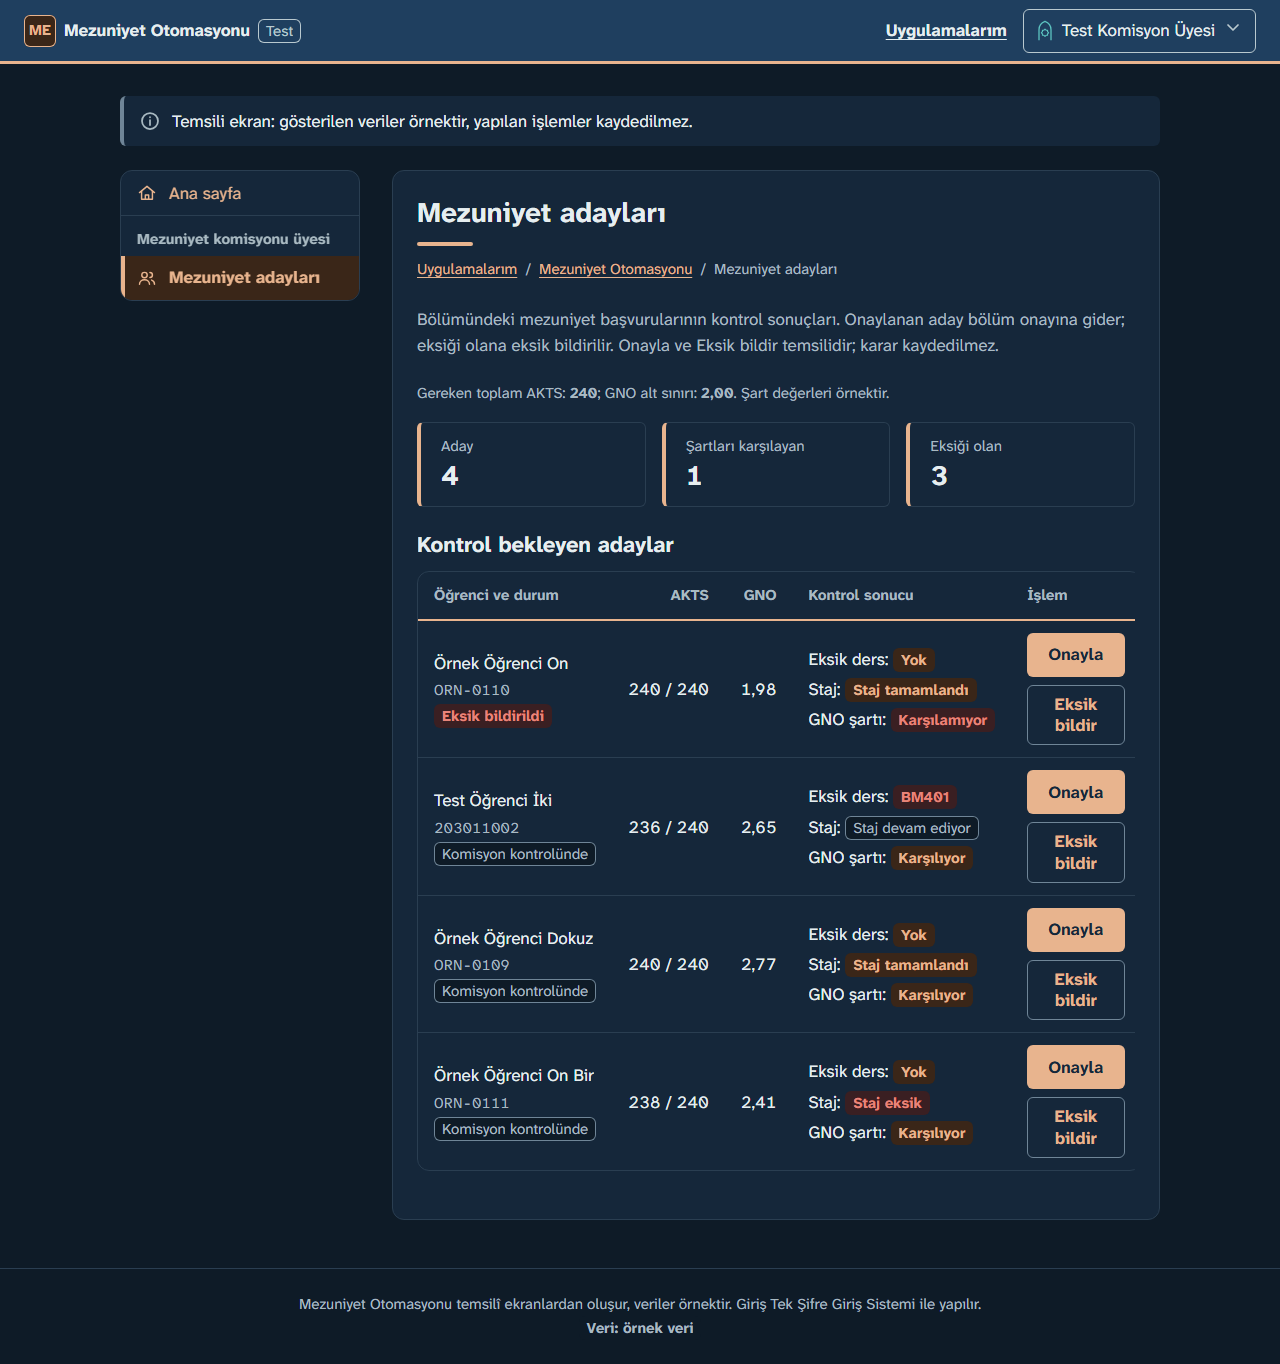 ME Mezuniyet Otomasyonu Test
Uygulamalarım
Test Komisyon Üyesi
Temsili ekran: gösterilen veriler örnektir, yapılan işlemler kaydedilmez.
Ana sayfa
Mezuniyet komisyonu üyesi
Mezuniyet adayları
Mezuniyet adayları
Uygulamalarım / Mezuniyet Otomasyonu / Mezuniyet adayları
Bölümündeki mezuniyet başvurularının kontrol sonuçları. Onaylanan aday bölüm onayına gider;
eksiği olana eksik bildirilir. Onayla ve Eksik bildir temsilidir; karar kaydedilmez.
Gereken toplam AKTS: 240; GNO alt sınırı: 2,00. Şart değerleri örnektir.
Aday
4
Şartları karşılayan
1
Eksiği olan
3
Kontrol bekleyen adaylar
Öğrenci ve durum AKTS GNO Kontrol sonucu İşlem
Örnek Öğrenci On
ORN-0110
Eksik bildirildi
240 / 240
1,98
Eksik ders: Yok
Staj: Staj tamamlandı
GNO şartı: Karşılamıyor
Onayla
Eksik
bildir
Test Öğrenci İki
203011002
Komisyon kontrolünde
236 / 240
2,65
Eksik ders: BM401
Staj: Staj devam ediyor
GNO şartı: Karşılıyor
Onayla
Eksik
bildir
Örnek Öğrenci Dokuz
ORN-0109
Komisyon kontrolünde
240 / 240
2,77
Eksik ders: Yok
Staj: Staj tamamlandı
GNO şartı: Karşılıyor
Onayla
Eksik
bildir
Örnek Öğrenci On Bir
ORN-0111
Komisyon kontrolünde
238 / 240
2,41
Eksik ders: Yok
Staj: Staj eksik
GNO şartı: Karşılıyor
Onayla
Eksik
bildir
Mezuniyet Otomasyonu temsilî ekranlardan oluşur, veriler örnektir. Giriş Tek Şifre Giriş Sistemi ile yapılır.
Veri: örnek veri